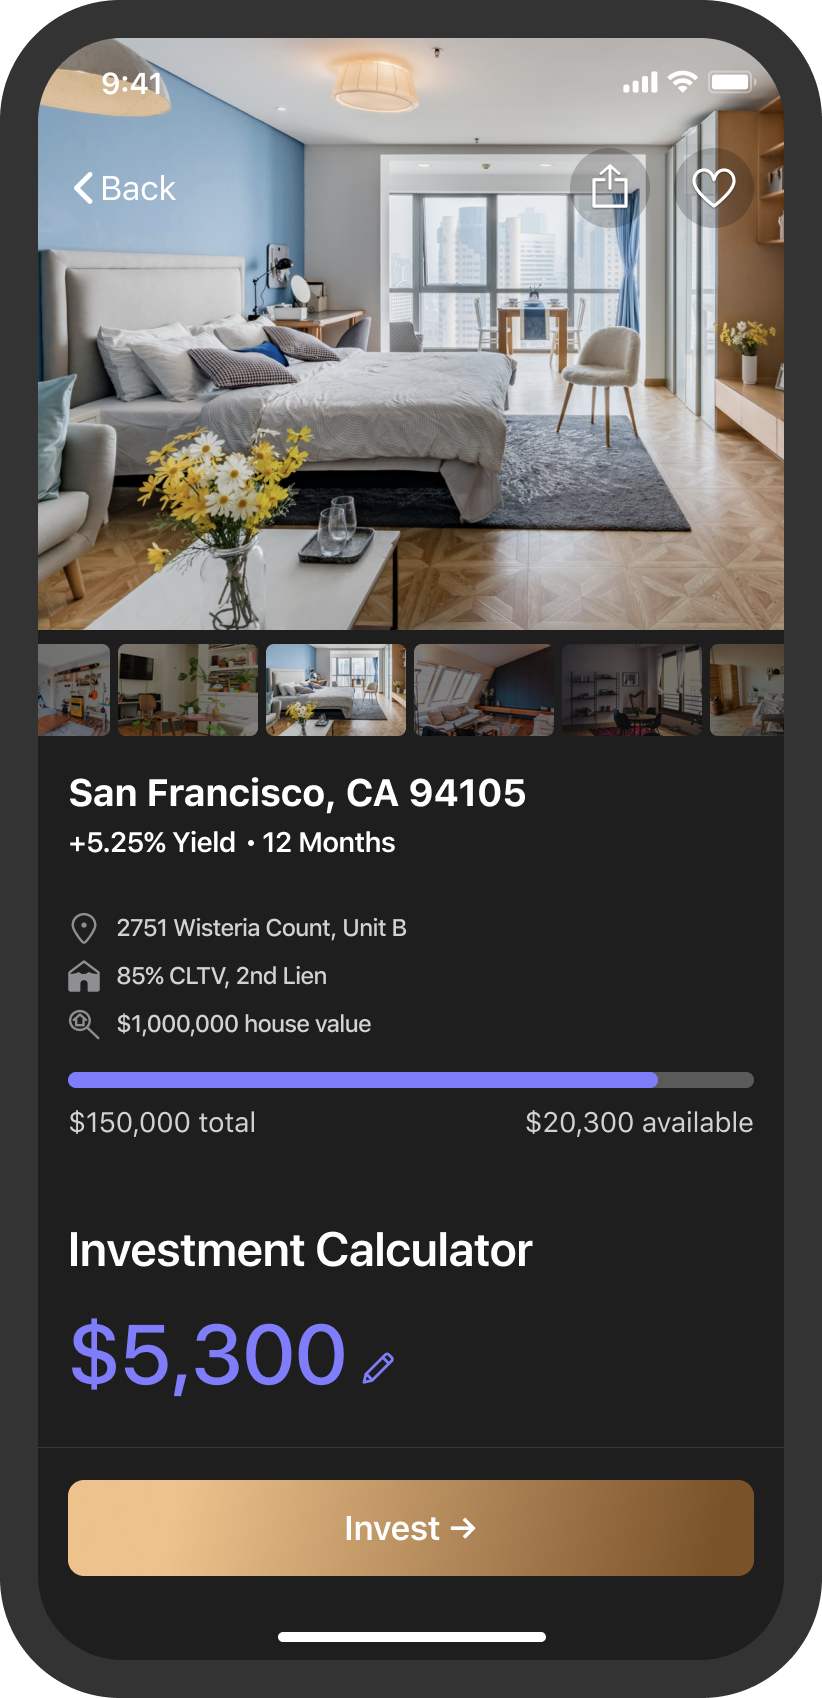 9:41
Back
San Francisco, CA 94105
+5.25% Yield • 12 Months
2751 Wisteria Count, Unit B
85% CLTV, 2nd Lien
$1,000,000 house value
$150,000 total
$20,300 available
Investment Calculator
$5,300
Invest →